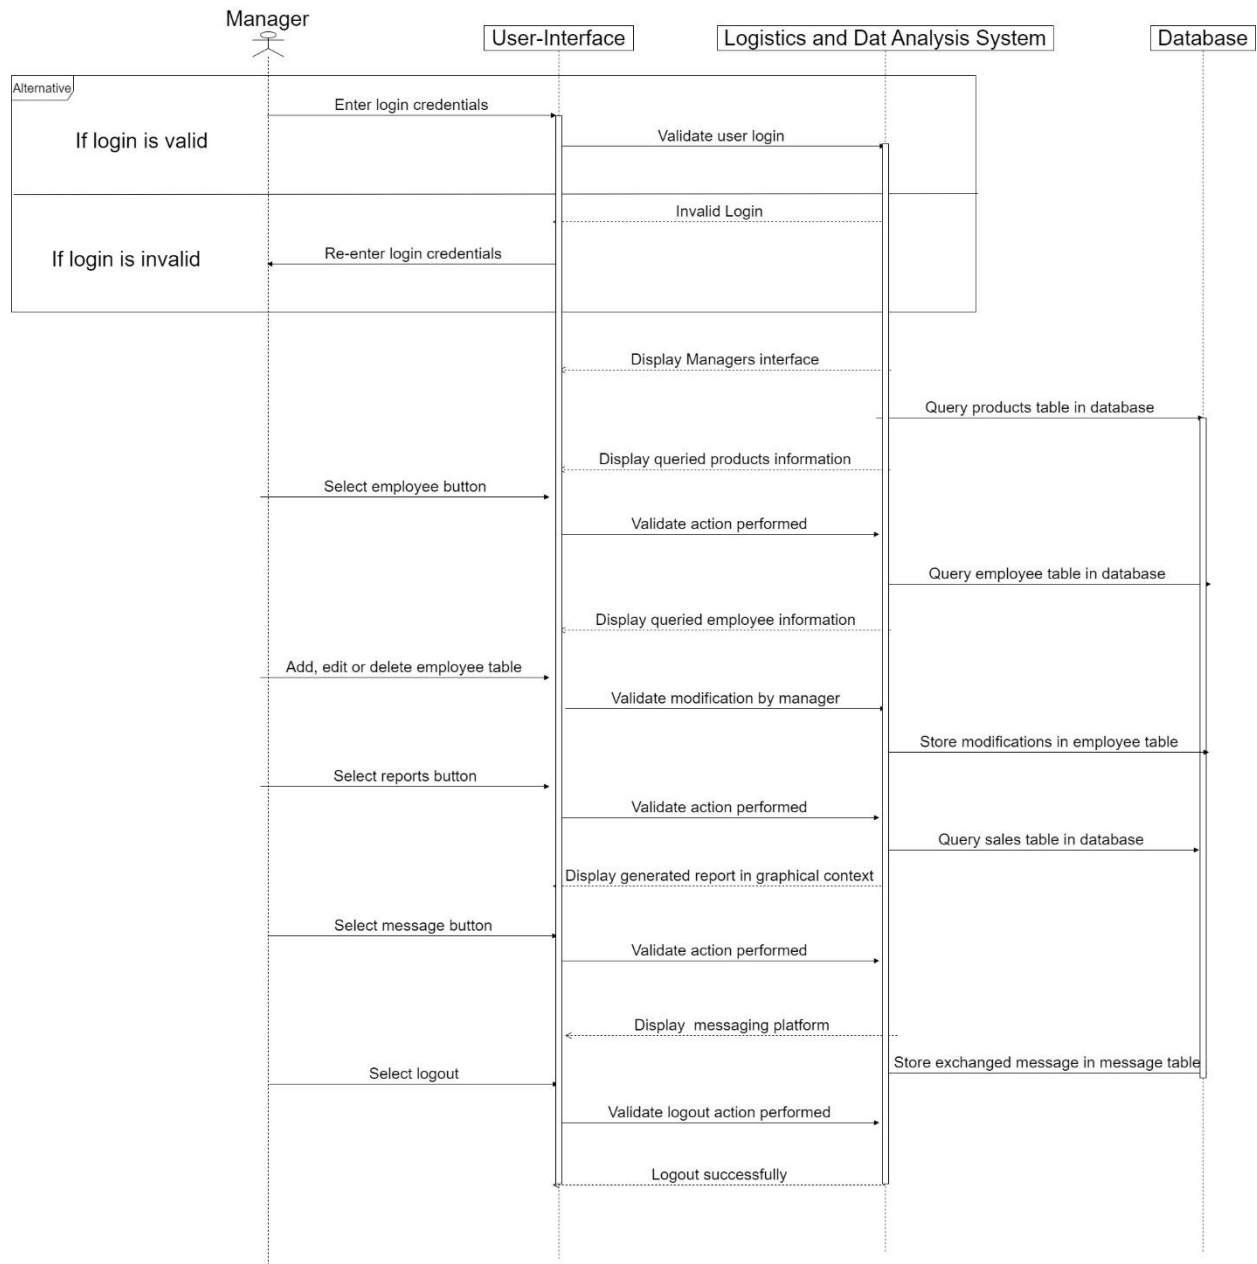 Manager
User-Interface
Logistics and Dat Analysis System
Database
Alternative
Enter login credentials
If login is valid
Validate user login
Invalid Login
If login is invalid
Re-enter login credentials
Display Managers interface
Query products table in database
Display queried products information
Select employee button
Validate action performed
Query employee table in database
Display queried employee information
Add, edit or delete employee table
Validate modification by manager
Store modifications in employee table
Select reports button
Validate action performed
Query sales table in database
Display generated report in graphical context
Select message button
Validate action performed
Display messaging platform
Store exchanged message in message table
Select logout
Validate logout action performed
Logout successfully